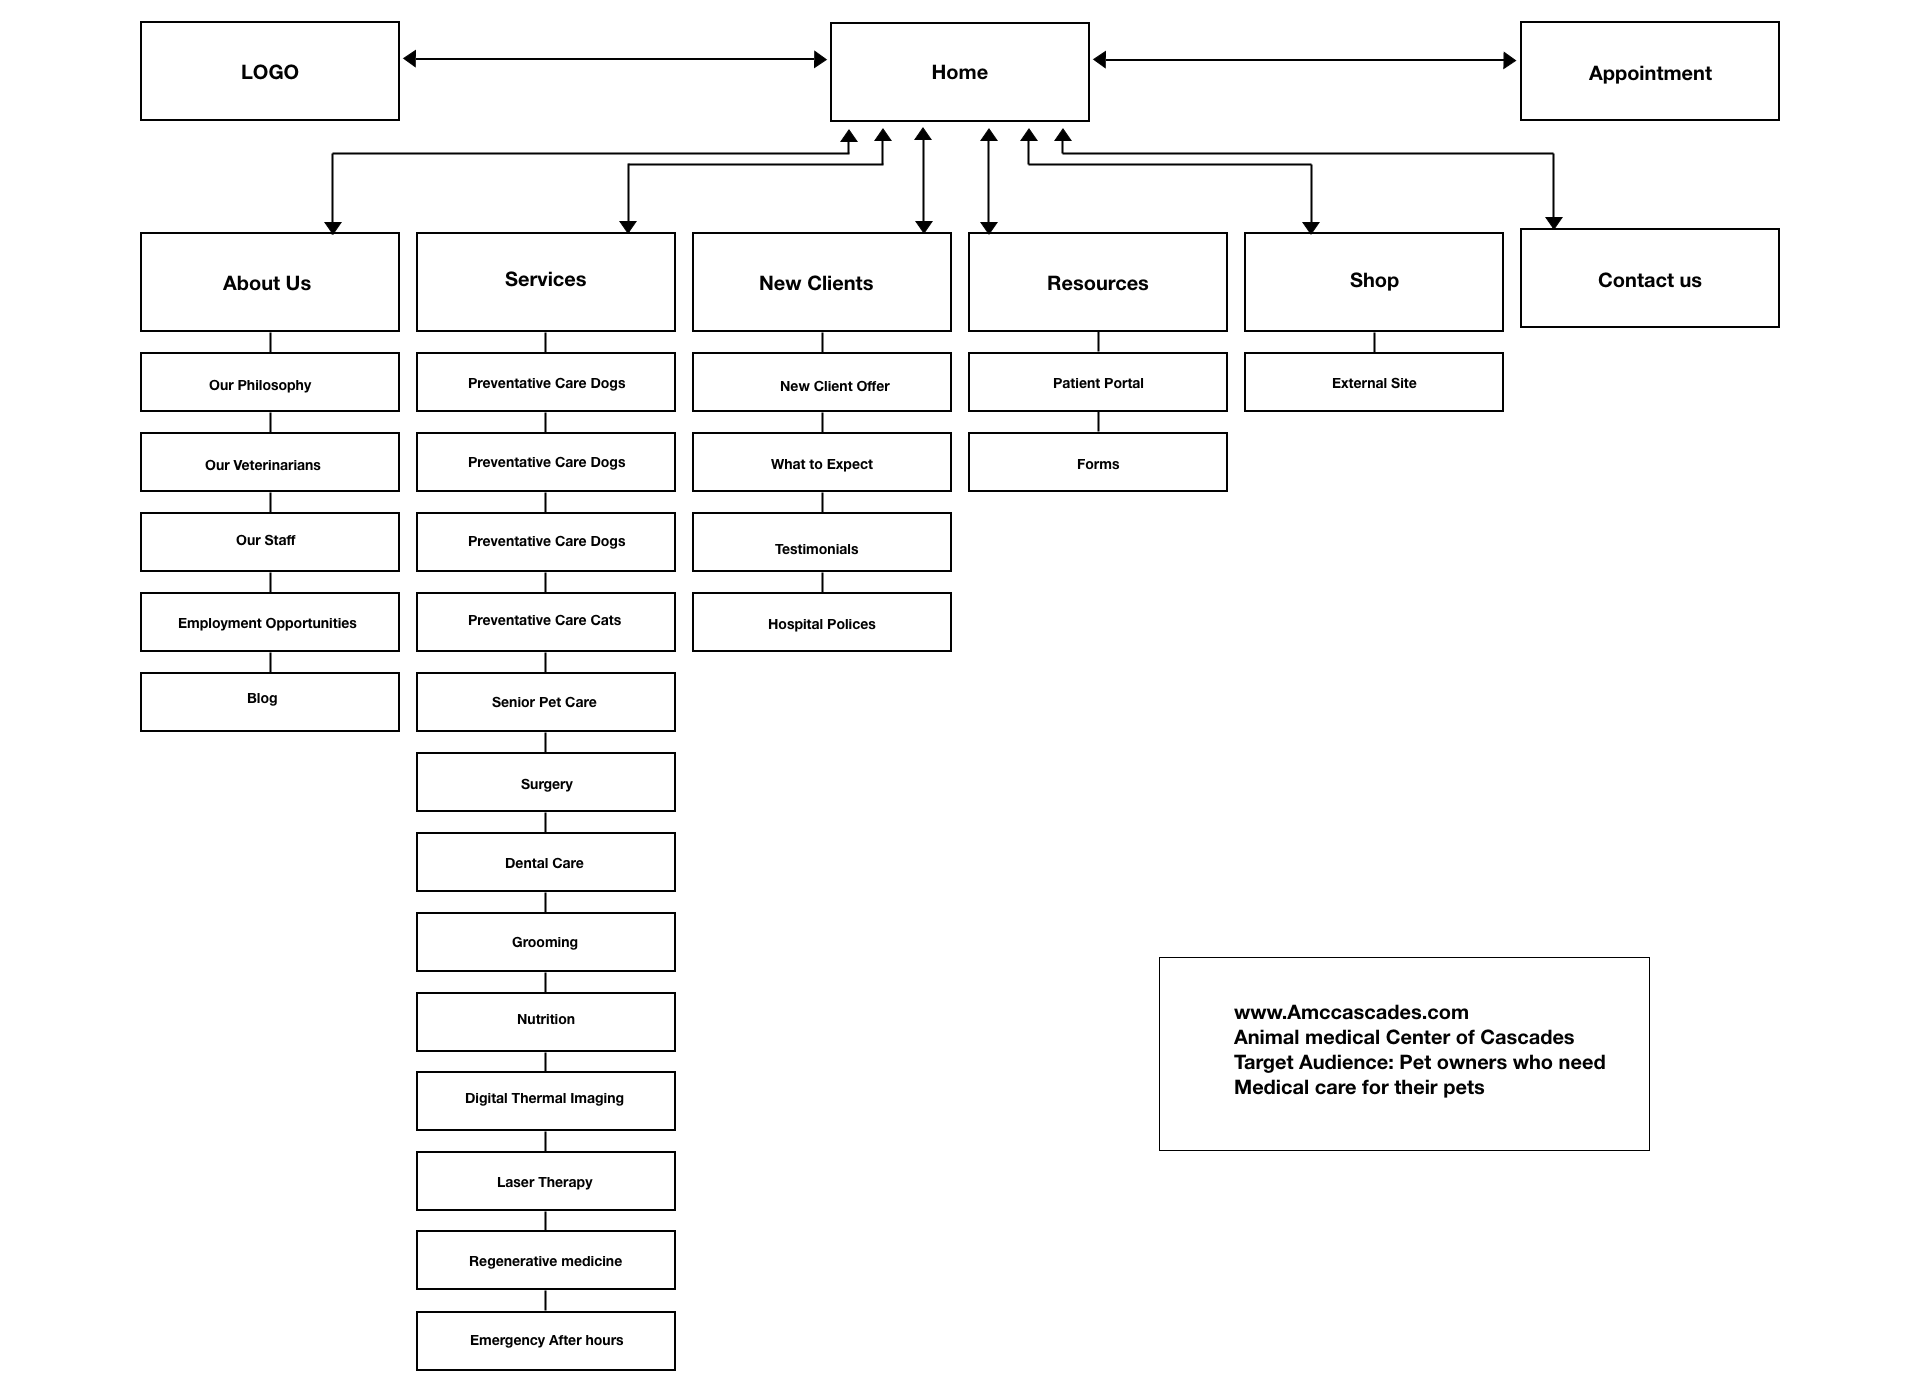 LOGO
Home
Appointment
About Us
Services
New Clients
Resources
Shop
Contact us
Our Philosophy
Our Veterinarians
Our Staff
Employment Opportunities
Blog
Preventative Care Dogs
Preventative Care Dogs
Preventative Care Dogs
Preventative Care Cats
Senior Pet Care
Surgery
Dental Care
Grooming
Nutrition
Digital Thermal Imaging
Laser Therapy
Regenerative medicine
Emergency After hours
New Client Offer
What to Expect
Testimonials
Hospital Polices
Patient Portal
Forms
External Site
www.Amccascades.com
Animal medical Center of Cascades
Target Audience: Pet owners who need
Medical care for their pets